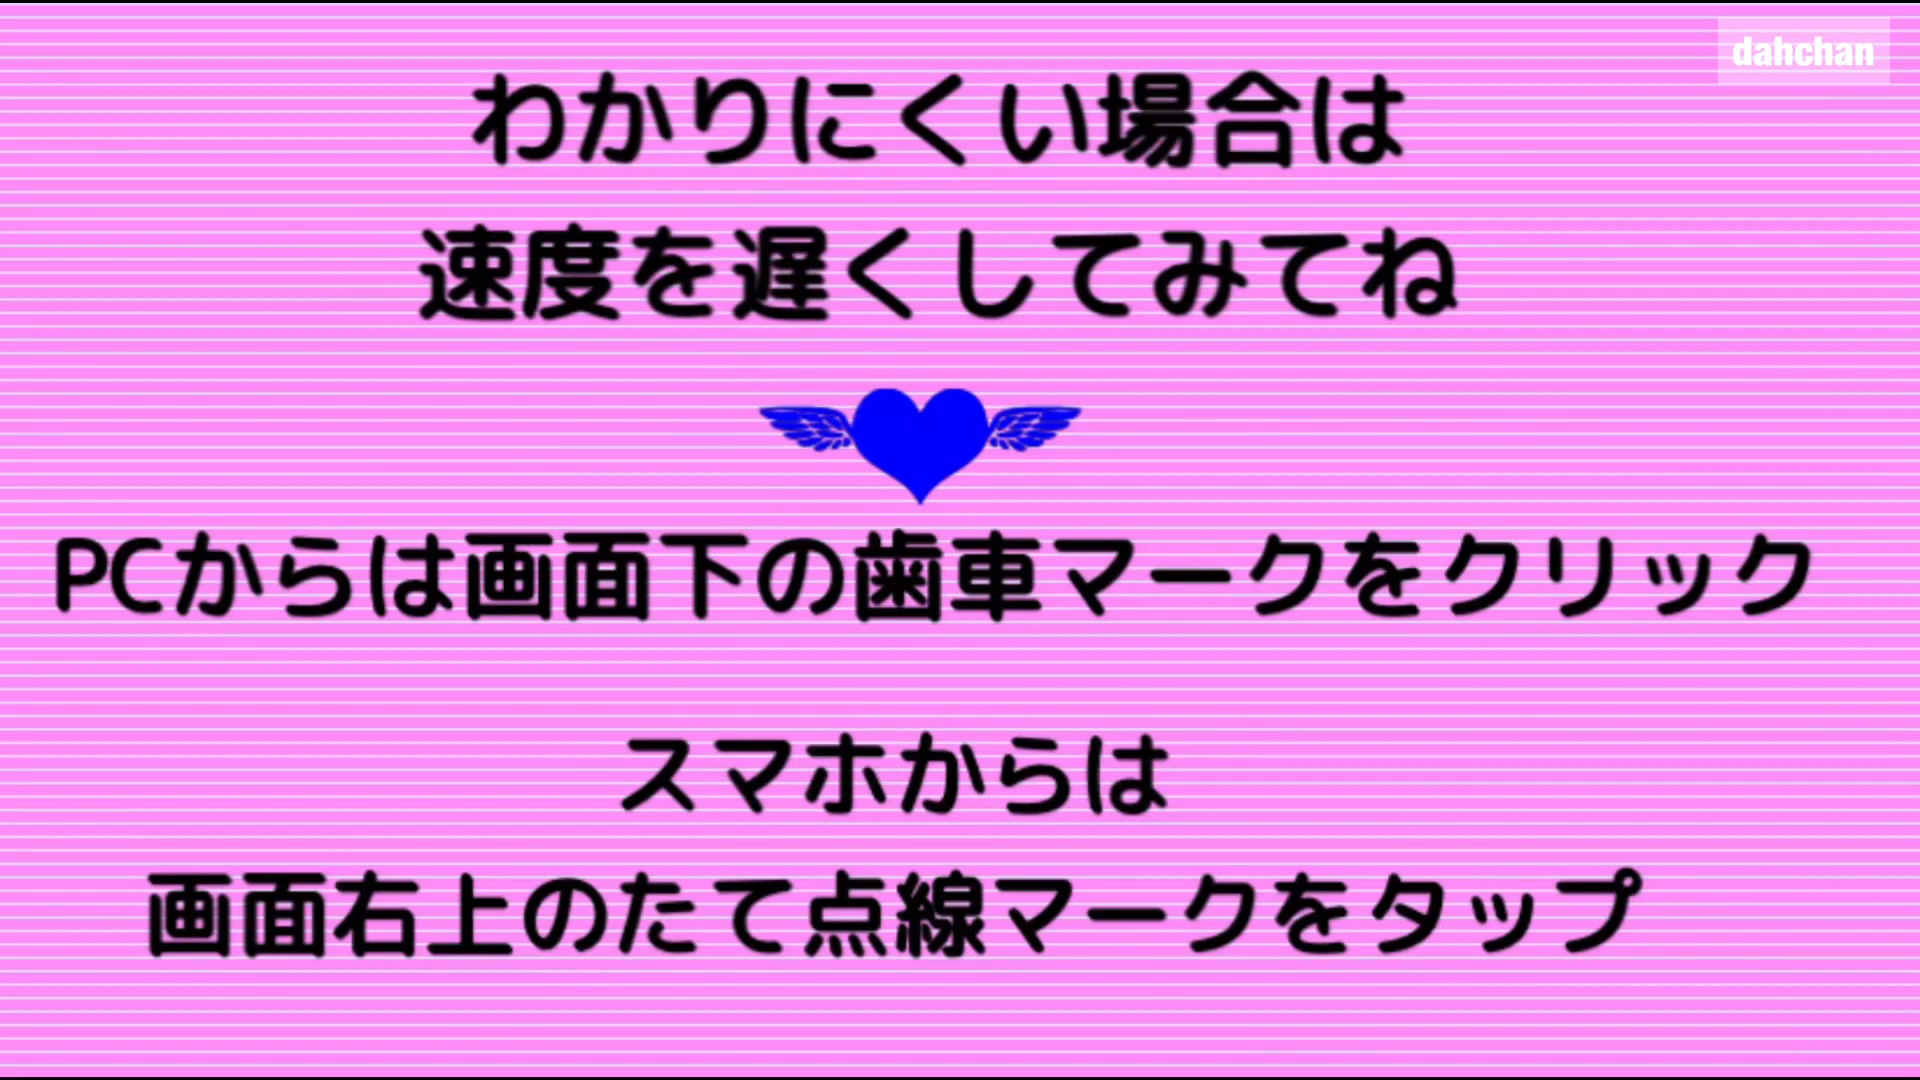 dahchan
わかりにくい場合は
速度を遅くしてみてね
PCからは画面下の歯車マークをクリック
スマホからは
画面右上のたて点線マークをタップ